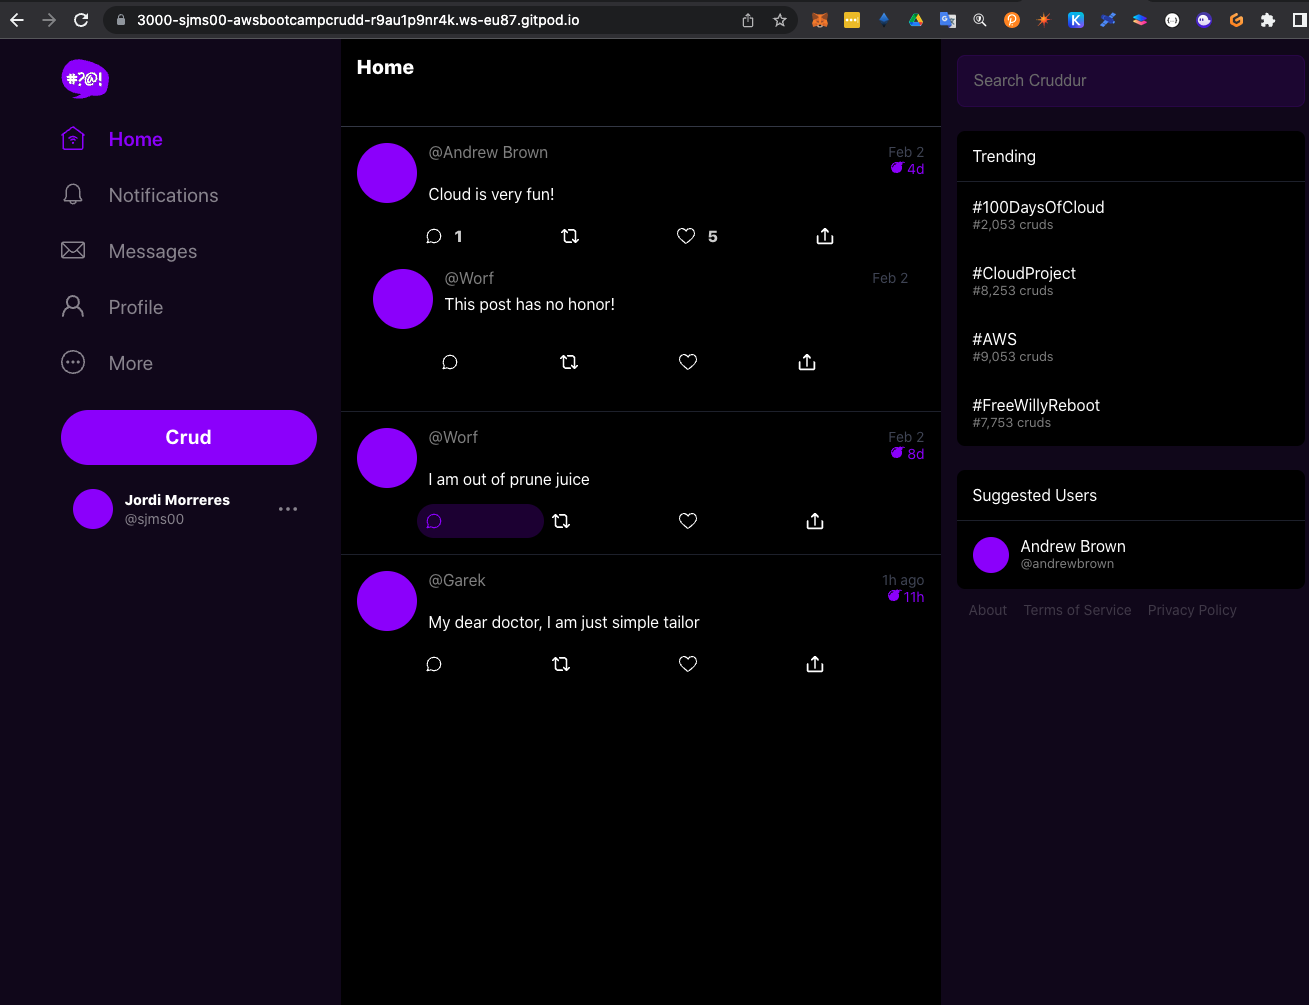 3000-sjms00-awsbootcampcrudd-r9au1p9nr4k.ws-eu87.gitpod.io
#?@!
Home
Notifications
Messages
Profile
More
Crud
Jordi Morreres
@sjms00
Home
@Andrew Brown
Feb 2
4d
Cloud is very fun!
1
5
@Worf
Feb 2
This post has no honor!
@Worf
Feb 2
8d
I am out of prune juice
@Garek
1h ago
11h
My dear doctor, I am just simple tailor
Search Cruddur
Trending
#100DaysOfCloud
#2,053 cruds
#CloudProject
#8,253 cruds
#AWS
#9,053 cruds
#FreeWillyReboot
#7,753 cruds
Suggested Users
Andrew Brown
@andrewbrown
About Terms of Service Privacy Policy